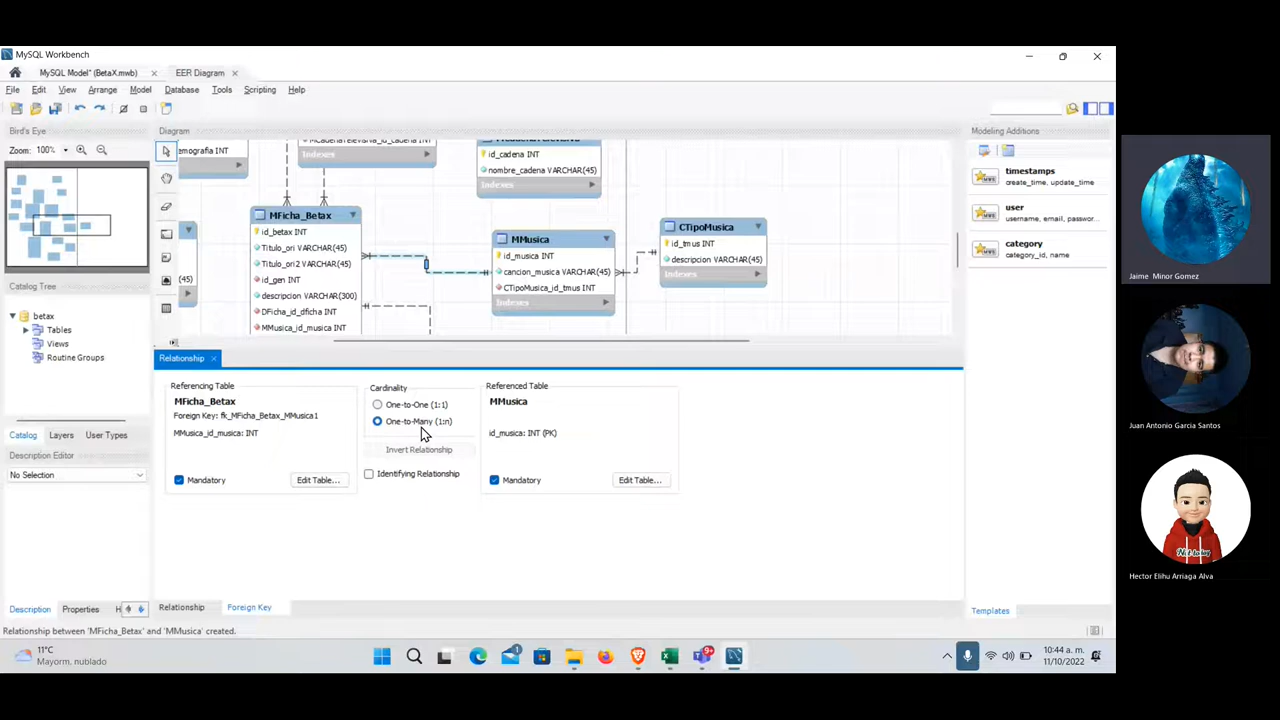 MySQL Workbench
MySQL Model* (BetaX.mwb)
EER Diagram
File Edit View Arrange Model Database Tools Scripting Help
Bird's Eye
Zoom: 100%
Diagram
Modeling Additions
emografia INT
Indexes
id_cadena INT
nombre_cadena VARCHAR(45)
Indexes
timestamps
create_time, update_time
user
username, email, passwor...
category
category_id, name
MFicha_Betax
id_betax INT
Titulo_ori VARCHAR(45)
Titulo_ori2 VARCHAR(45)
id_gen INT
descripcion VARCHAR(300)
DFicha_id_dficha INT
MMusica_id_musica INT
(45)
MMusica
id_musica INT
cancion_musica VARCHAR(45)
CTipoMusica_id_tmus INT
Indexes
CTipoMusica
id_tmus INT
descripcion VARCHAR(45)
Indexes
Catalog Tree
betax
Tables
Views
Routine Groups
Catalog Layers User Types
Description Editor
No Selection
Relationship
Referencing Table
MFicha_Betax
Foreign Key: fk_MFicha_Betax_MMusica1
MMusica_id_musica: INT
Mandatory
Edit Table...
Cardinality
One-to-One (1:1)
One-to-Many (1:n)
Invert Relationship
Identifying Relationship
Referenced Table
MMusica
id_musica: INT (PK)
Mandatory
Edit Table...
Description Properties H
Relationship Foreign Key
Templates
Relationship between 'MFicha_Betax' and 'MMusica' created.
11°C
Mayorm. nublado
1
9+
10:44 a. m.
11/10/2022
Jaime Minor Gomez
Juan Antonio Garcia Santos
Not today
Hector Elihu Arriaga Alva